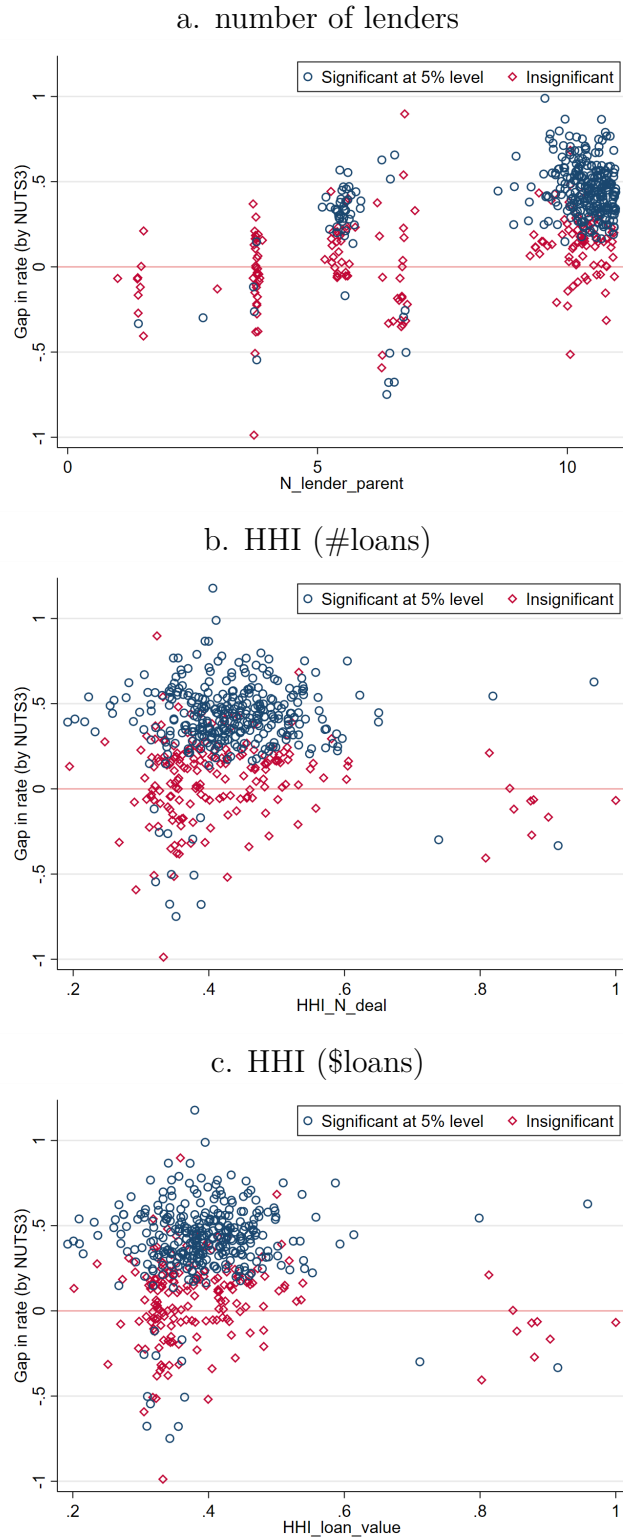 a. number of lenders
Significant at 5% level Insignificant
Gap in rate (by NUTS3)
1
.5
0
-.5
-1
0 5 10
N_lender_parent
b. HHI (#loans)
Significant at 5% level Insignificant
Gap in rate (by NUTS3)
1
.5
0
-.5
-1
.2 .4 .6 .8 1
HHI_N_deal
c. HHI ($loans)
Significant at 5% level Insignificant
Gap in rate (by NUTS3)
1
.5
0
-.5
-1
.2 .4 .6 .8 1
HHI_loan_value